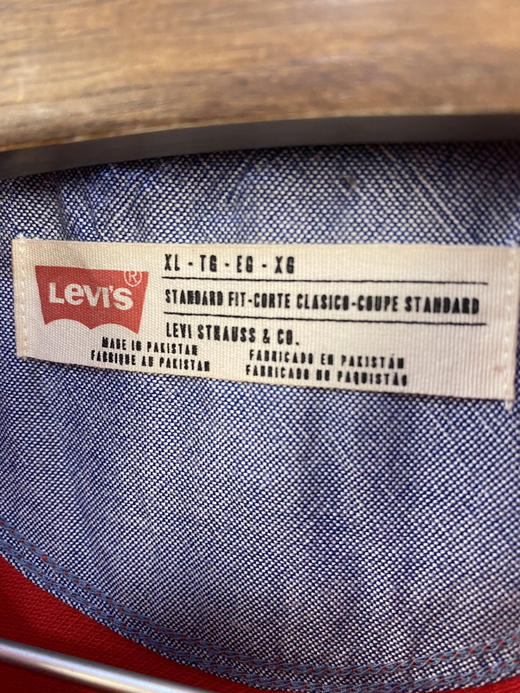 LEVI'S®
XL - TG - EG - XG
STANDARD FIT-CORTE CLASICO-COUPE STANDARD
LEVI STRAUSS & CO.
MADE IN PAKISTAN
FABRIQUE AU PAKISTAN
FABRICADO EN PAKISTÁN
FABRICADO NO PAQUISTÃO